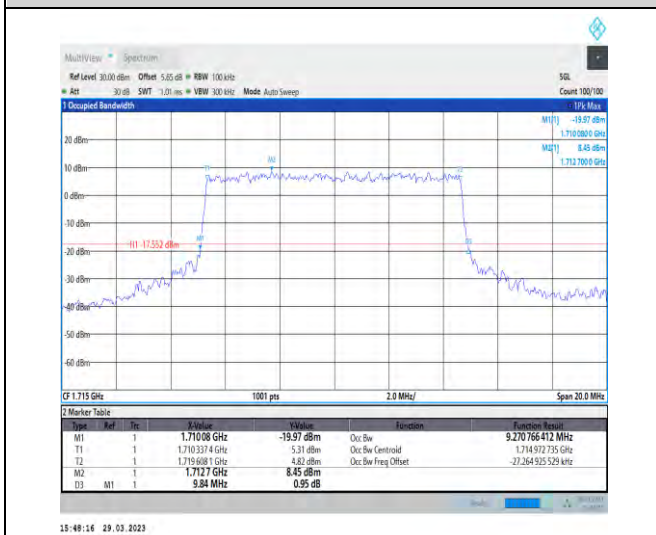 MultiView Spectrum
Ref Level 30.00 dBm Offset 5.85 dB RBW 100 kHz SGL
Att 30 dB SWT 1.01 ms VBW 300 kHz Mode Auto Sweep Count 100/100
1 Occupied Bandwidth 1Pk Max
M1[1] -19.97 dBm
1.710 080 0 GHz
M2[1] 8.45 dBm
1.712 700 0 GHz
20 dBm
M2
10 dBm
T1
0 dBm
-10 dBm
H1 -17.552 dBm
M1
-20 dBm
-30 dBm
-40 dBm
-50 dBm
-60 dBm
CF 1.715 GHz 1001 pts 2.0 MHz/ Span 20.0 MHz
2 Marker Table
Type Ref Trc X-Value Y-Value Function Function Result
M1 1 1.710 08 GHz -19.97 dBm Occ Bw 9.270 766 412 MHz
T1 1 1.710 337 4 GHz 5.31 dBm Occ Bw Centroid 1.714 972 735 GHz
T2 1 1.719 608 1 GHz 4.82 dBm Occ Bw Freq Offset -27.264 925 529 kHz
M2 1 1.712 7 GHz 8.45 dBm
D3 M1 1 9.84 MHz 0.95 dB
15:48:16 29.03.2023